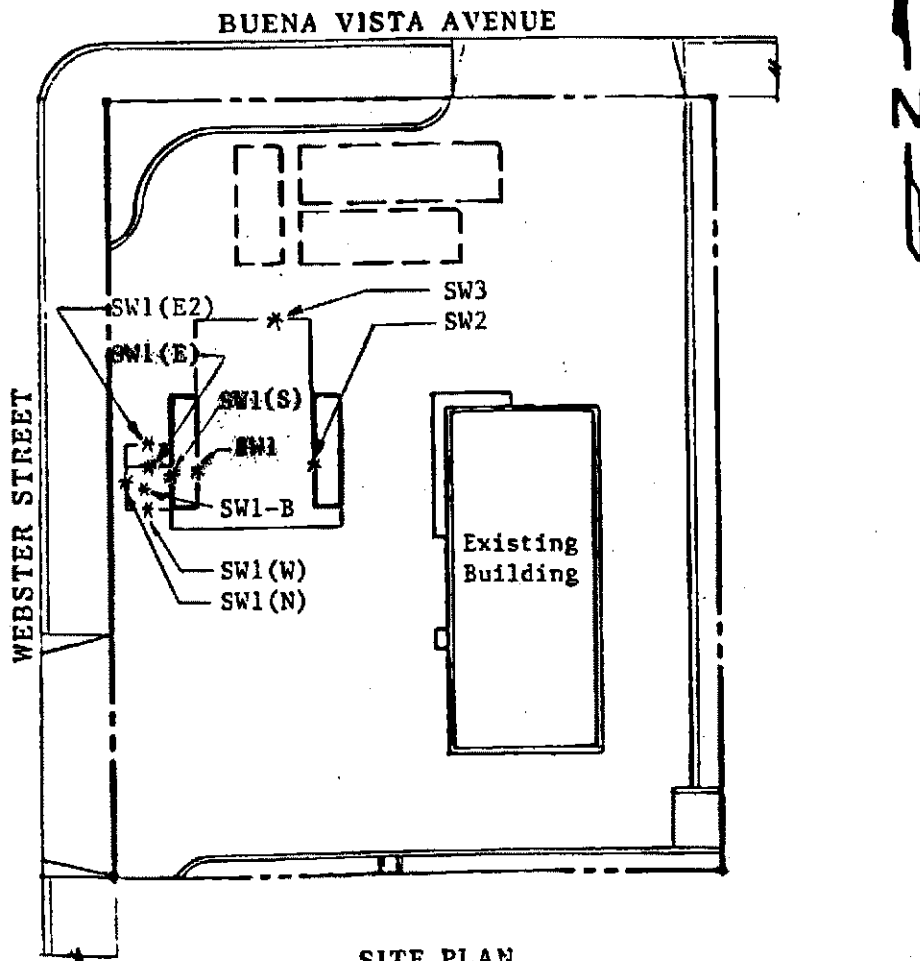 BUENA VISTA AVENUE
N
SW3
SW1(E2)
SW2
SW1(E)
SW1(S)
SW1
SW1-B
WEBSTER STREET
Existing
Building
SW1(W)
SW1(N)
SITE PLAN